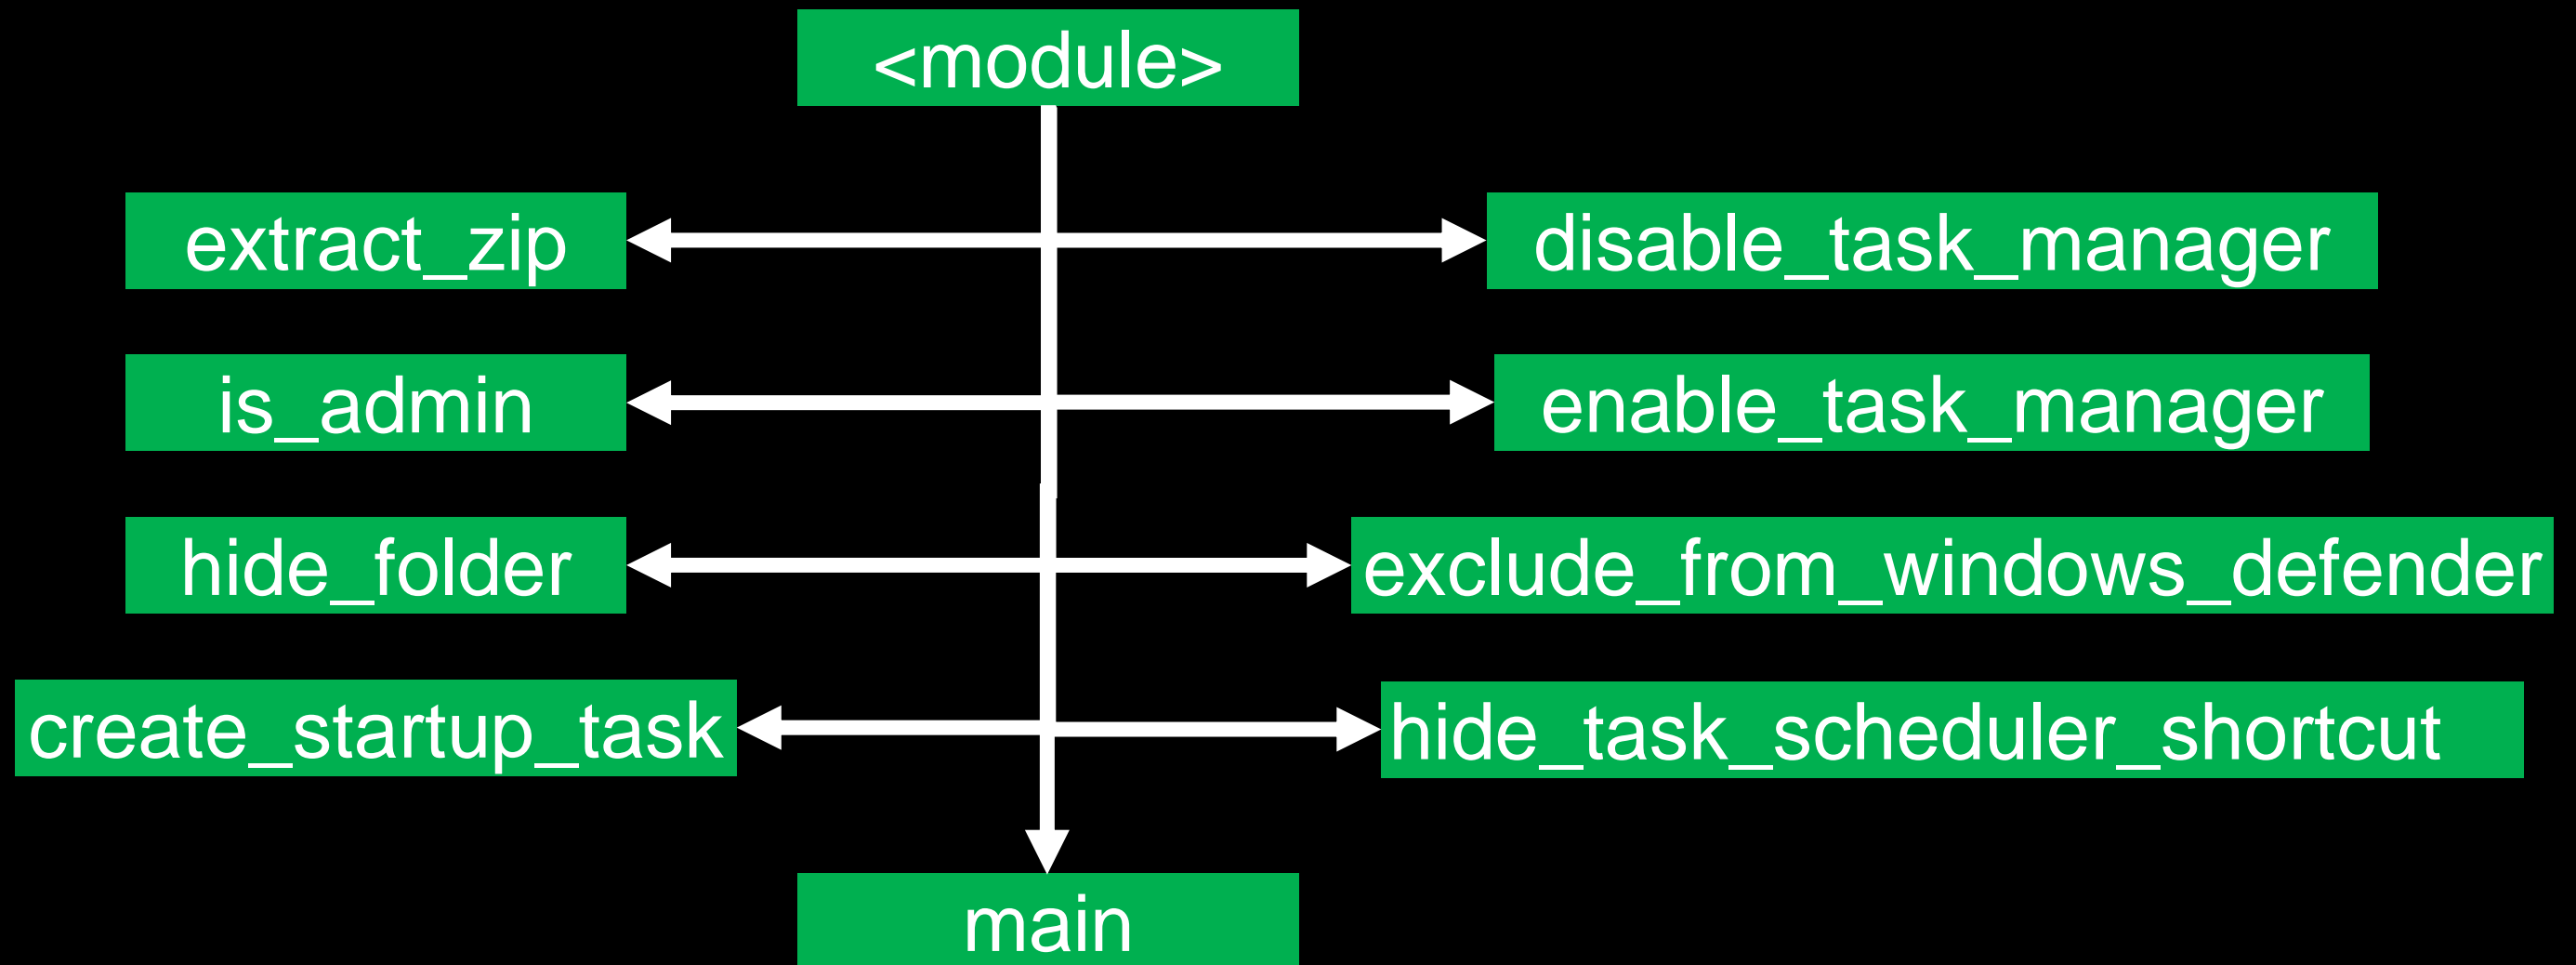 <module>
extract_zip
disable_task_manager
is_admin
enable_task_manager
hide_folder
exclude_from_windows_defender
create_startup_task
hide_task_scheduler_shortcut
main